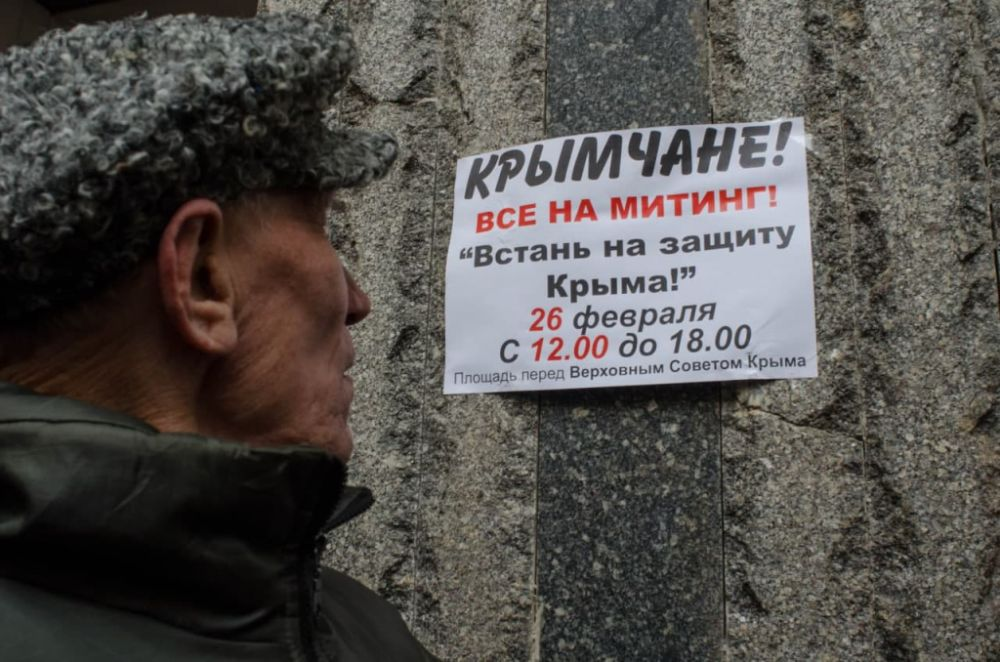 КРЫМЧАНЕ!
ВСЕ НА МИТИНГ!
“Встань на защиту
Крыма!”
26 февраля
С 12.00 до 18.00
Площадь перед Верховным Советом Крыма